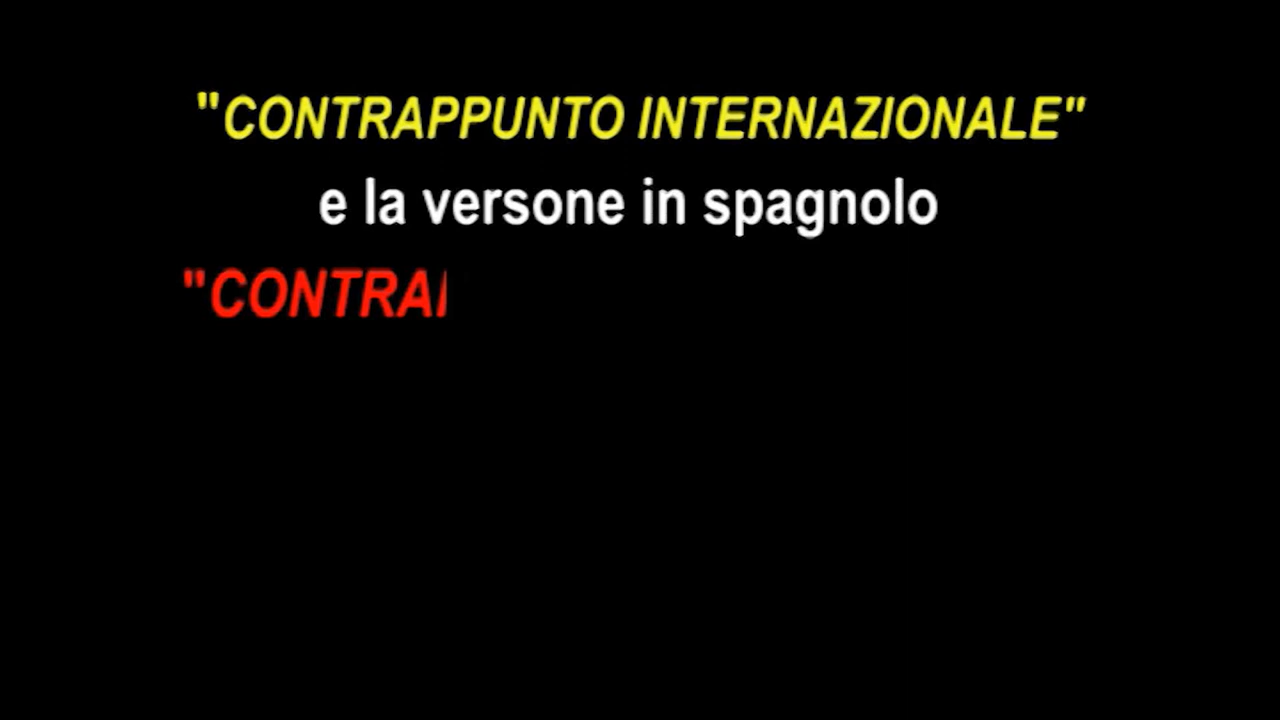 "CONTRAPPUNTO INTERNAZIONALE"
e la versone in spagnolo
"CONTRA